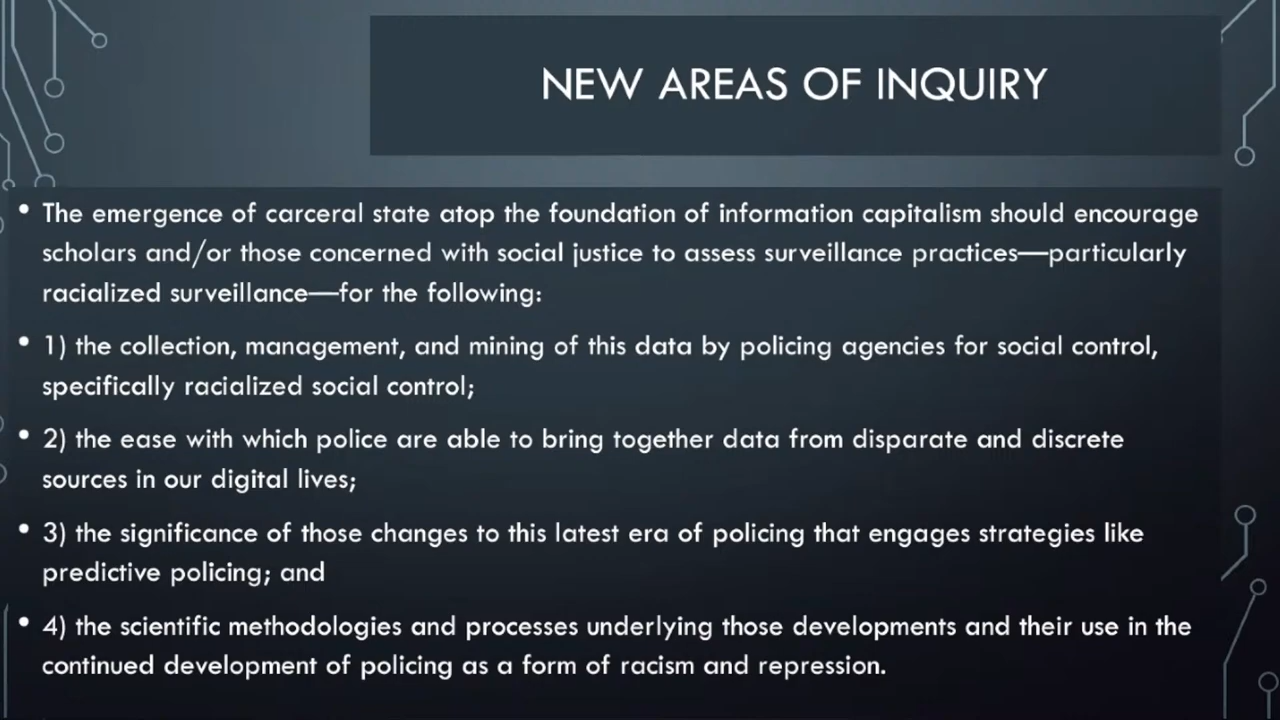 NEW AREAS OF INQUIRY
• The emergence of carceral state atop the foundation of information capitalism should encourage
scholars and/or those concerned with social justice to assess surveillance practices—particularly
racialized surveillance—for the following:
• 1) the collection, management, and mining of this data by policing agencies for social control,
specifically racialized social control;
• 2) the ease with which police are able to bring together data from disparate and discrete
sources in our digital lives;
• 3) the significance of those changes to this latest era of policing that engages strategies like
predictive policing; and
• 4) the scientific methodologies and processes underlying those developments and their use in the
continued development of policing as a form of racism and repression.